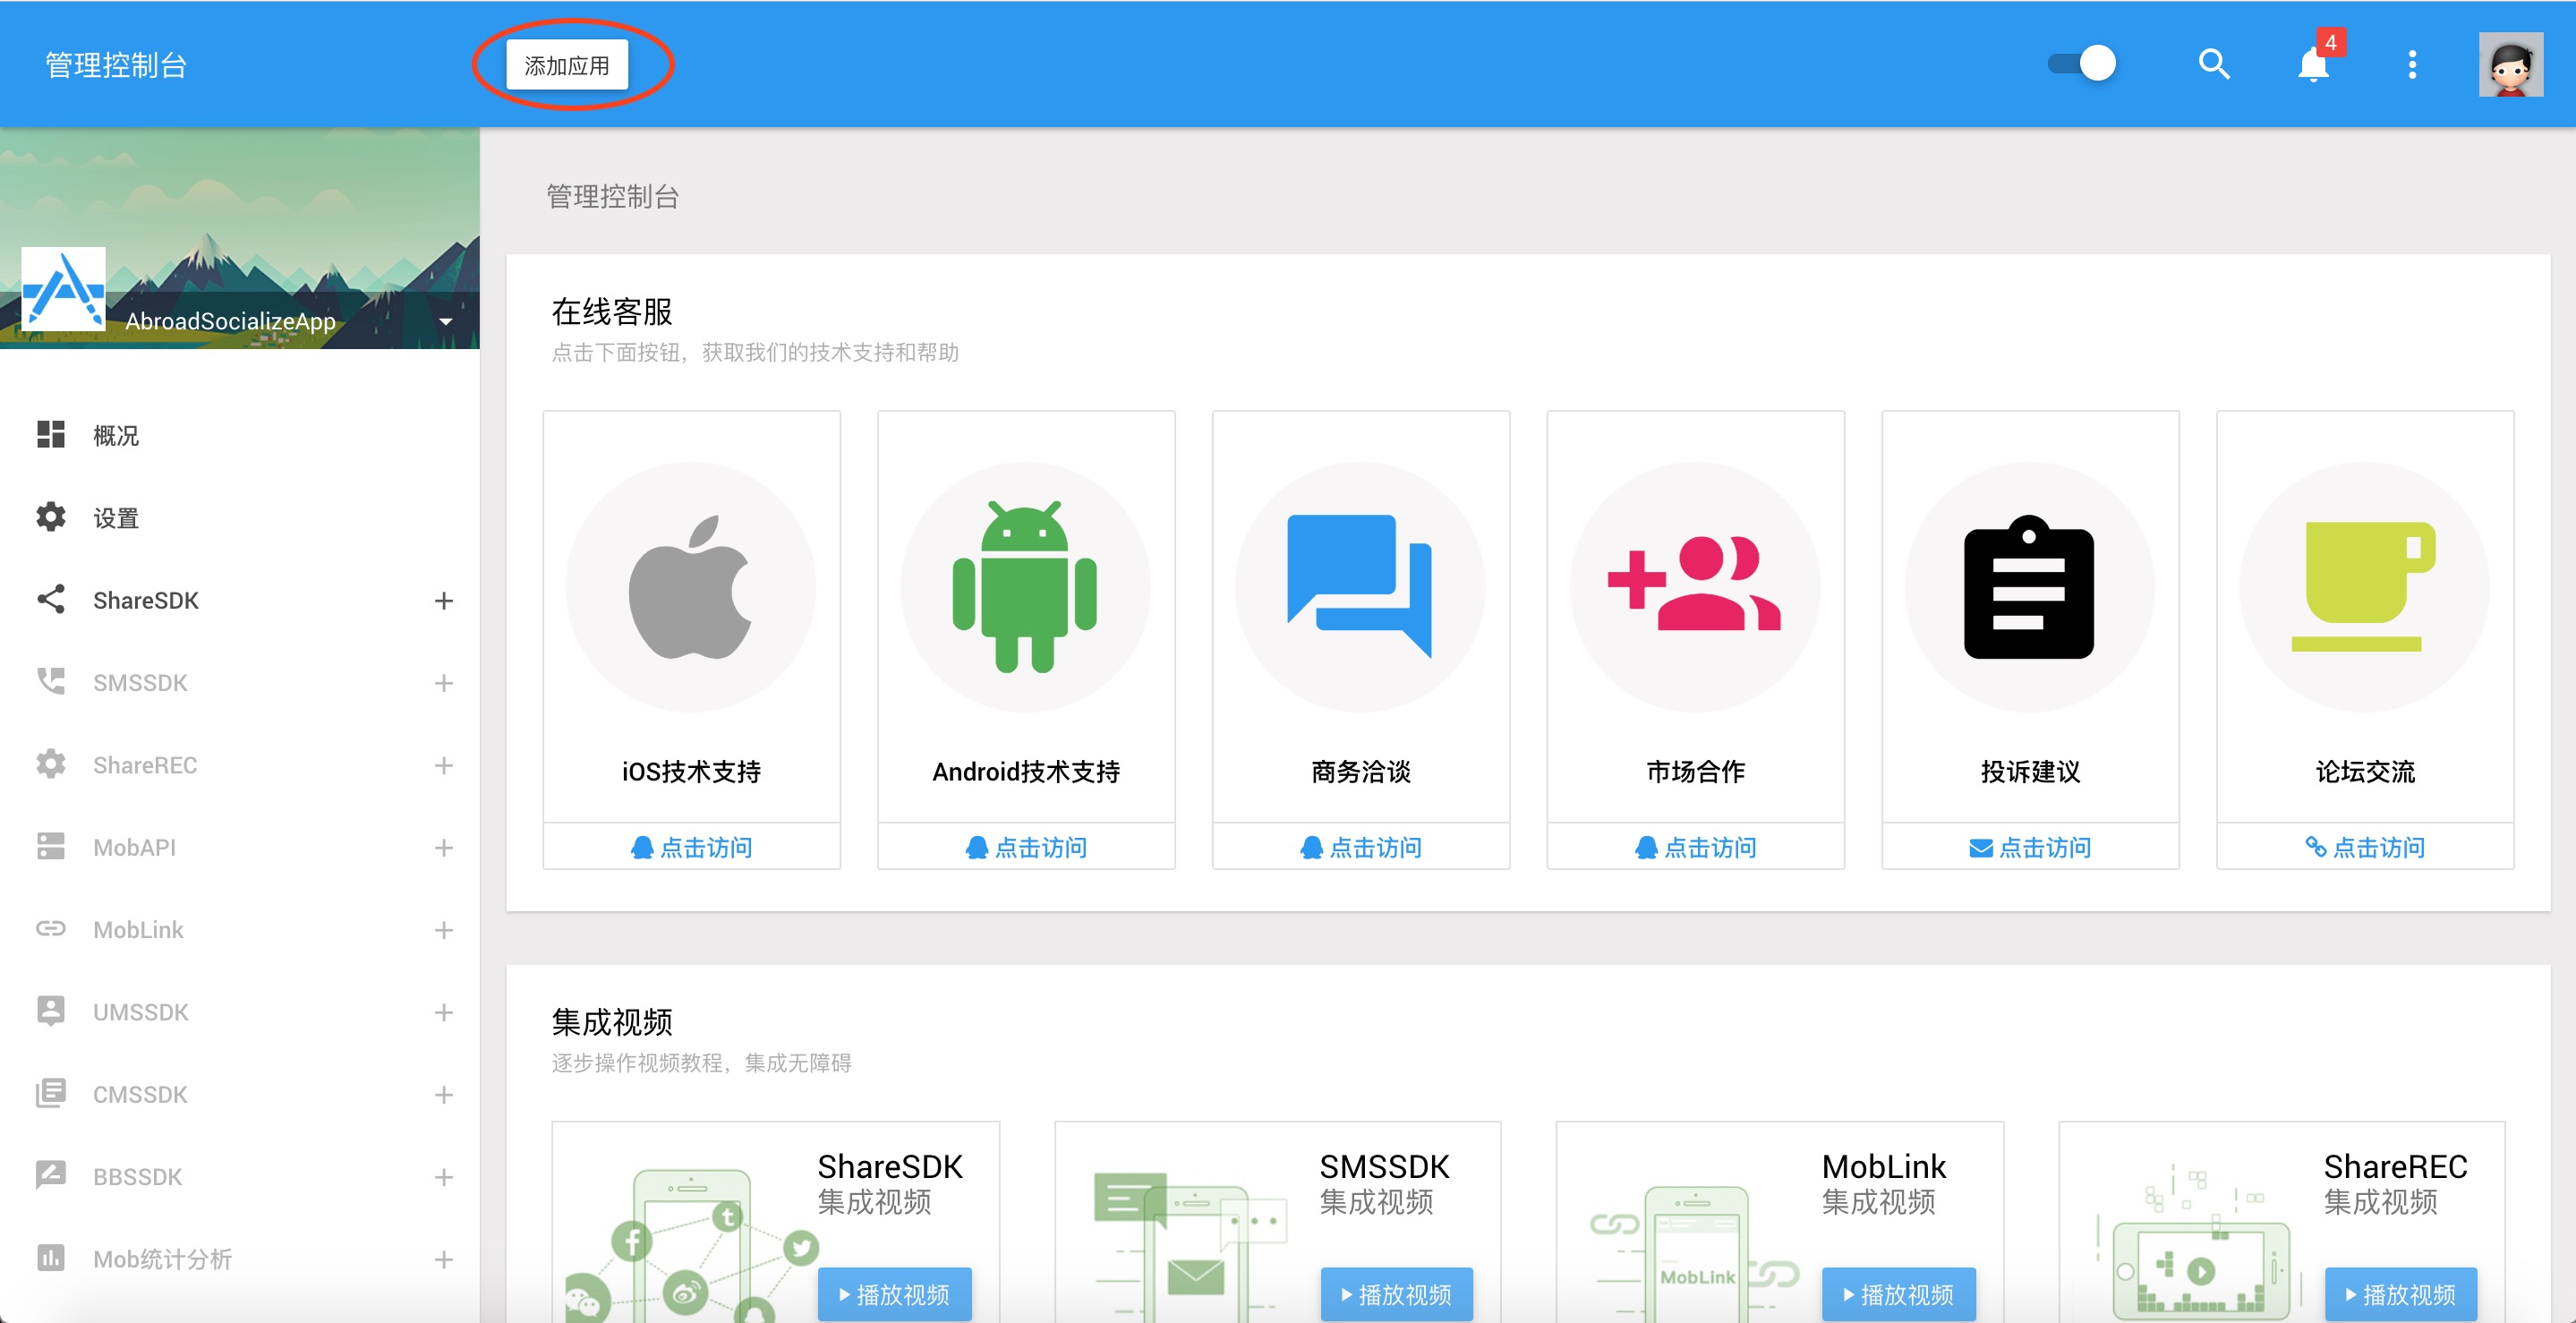 管理控制台
添加应用
4
AbroadSocializeApp
概况
设置
ShareSDK
SMSSDK
ShareREC
MobAPI
MobLink
UMSSDK
CMSSDK
BBSSDK
Mob统计分析
管理控制台
在线客服
点击下面按钮，获取我们的技术支持和帮助
iOS技术支持
点击访问
Android技术支持
点击访问
商务洽谈
点击访问
市场合作
点击访问
投诉建议
点击访问
论坛交流
点击访问
集成视频
逐步操作视频教程，集成无障碍
ShareSDK
集成视频
播放视频
SMSSDK
集成视频
播放视频
MobLink
集成视频
MobLink
播放视频
ShareREC
集成视频
播放视频